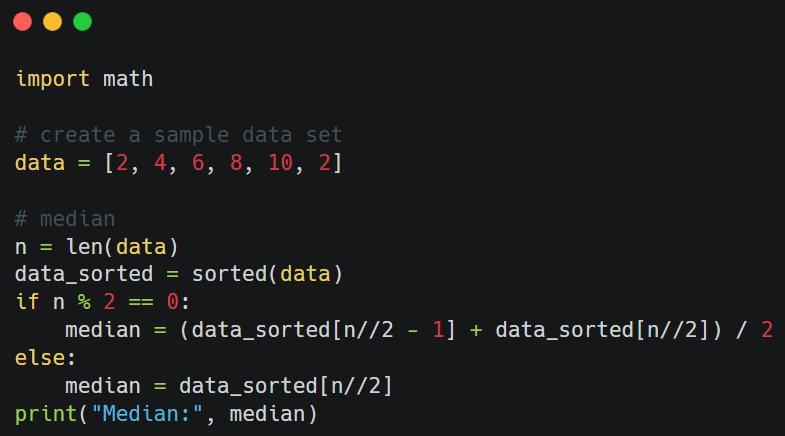 import math
# create a sample data set
data = [2, 4, 6, 8, 10, 2]
# median
n = len(data)
data_sorted = sorted(data)
if n % 2 == 0:
    median = (data_sorted[n//2 - 1] + data_sorted[n//2]) / 2
else:
    median = data_sorted[n//2]
print("Median:", median)